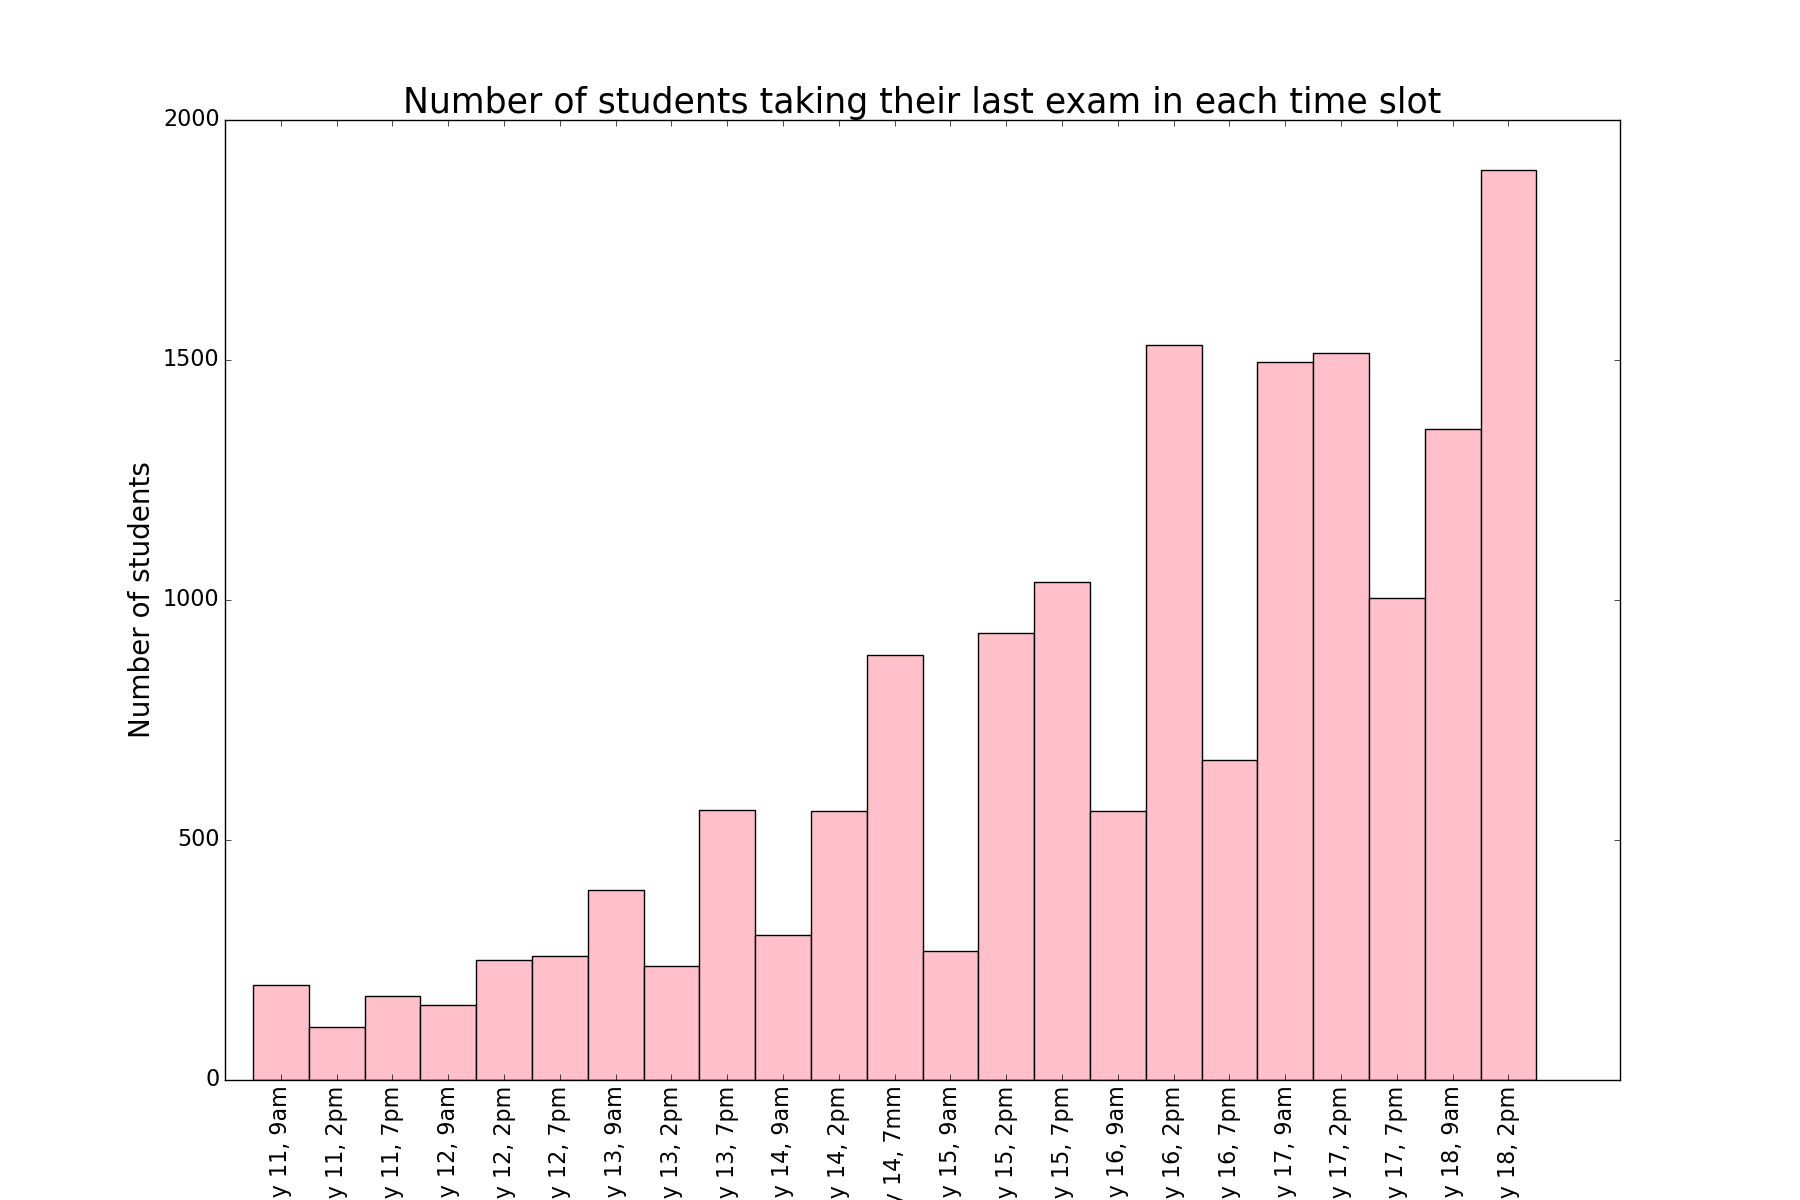 Number of students taking their last exam in each time slot
2000
1500
1000
500
0
Number of students
y 11, 9am
y 11, 2pm
y 11, 7pm
y 12, 9am
y 12, 2pm
y 12, 7pm
y 13, 9am
y 13, 2pm
y 13, 7pm
y 14, 9am
y 14, 2pm
y 14, 7mm
y 15, 9am
y 15, 2pm
y 15, 7pm
y 16, 9am
y 16, 2pm
y 16, 7pm
y 17, 9am
y 17, 2pm
y 17, 7pm
y 18, 9am
y 18, 2pm